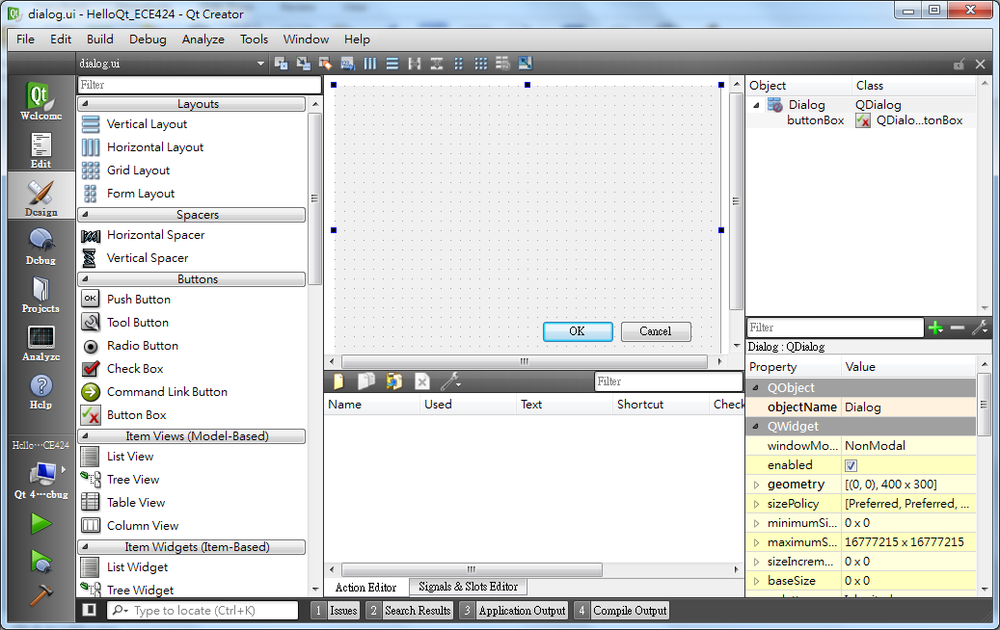 dialog.ui - HelloQt_ECE424 - Qt Creator
File Edit Build Debug Analyze Tools Window Help
dialog.ui
Welcome
Edit
Design
Debug
Projects
Analyze
Help
Hello···CE424
Qt 4···cbug
Filter
Layouts
Vertical Layout
Horizontal Layout
Grid Layout
Form Layout
Spacers
Horizontal Spacer
Vertical Spacer
Buttons
OK Push Button
Tool Button
Radio Button
Check Box
Command Link Button
Button Box
Item Views (Model-Based)
List View
Tree View
Table View
Column View
Item Widgets (Item-Based)
List Widget
Tree Widget
OK Cancel
Filter
Name Used Text Shortcut Check
Action Editor Signals & Slots Editor
Object Class
Dialog QDialog
buttonBox QDialo...tonBox
Filter
Dialog : QDialog
Property Value
QObject
objectName Dialog
QWidget
windowMo... NonModal
enabled
geometry [(0, 0), 400 x 300]
sizePolicy [Preferred, Preferred, ...
minimumSi... 0 x 0
maximumS... 16777215 x 16777215
sizeIncrem... 0 x 0
baseSize 0 x 0
Type to locate (Ctrl+K) 1 Issues 2 Search Results 3 Application Output 4 Compile Output